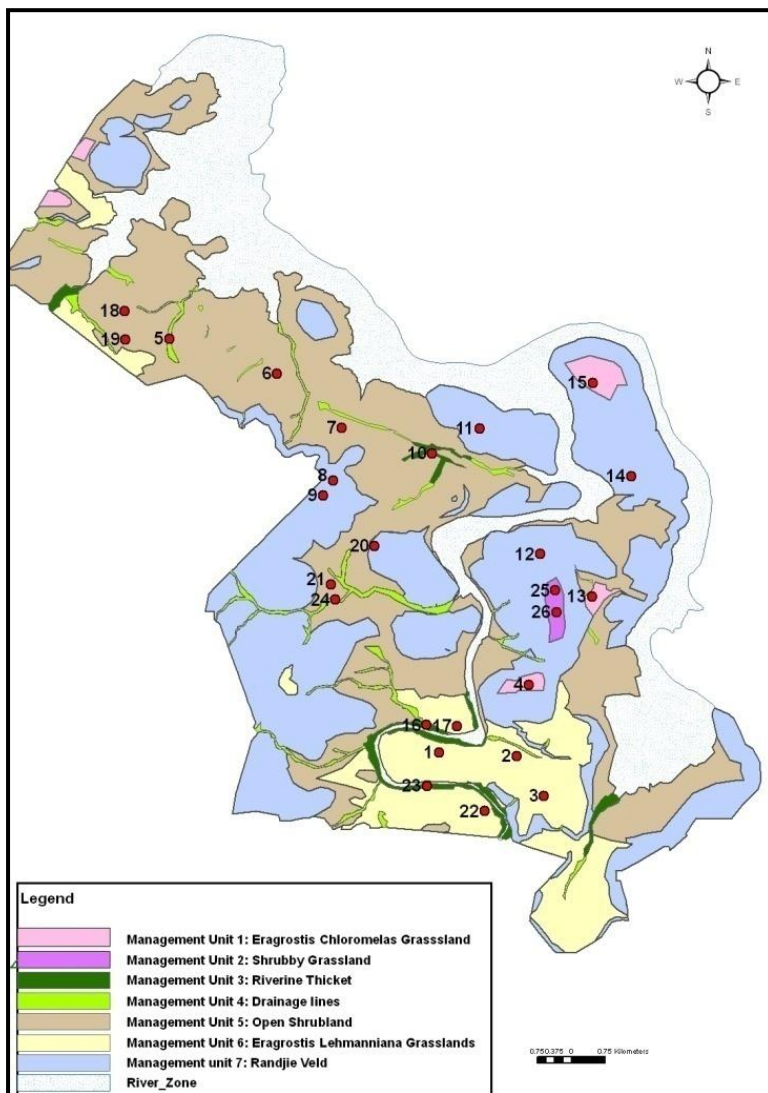 N
W E
S
15
18
19 5
6
7 11
10
8
9
14
20
12
21
24
25
26
13
4
16 17
1 2
23
3
22
Legend
Management Unit 1: Eragrostis Chloromelas Grasssland
Management Unit 2: Shrubby Grassland
Management Unit 3: Riverine Thicket
Management Unit 4: Drainage lines
Management Unit 5: Open Shrubland
Management Unit 6: Eragrostis Lehmanniana Grasslands
Management unit 7: Randjie Veld
River_Zone
0.750.375 0 0.75 Kilometers